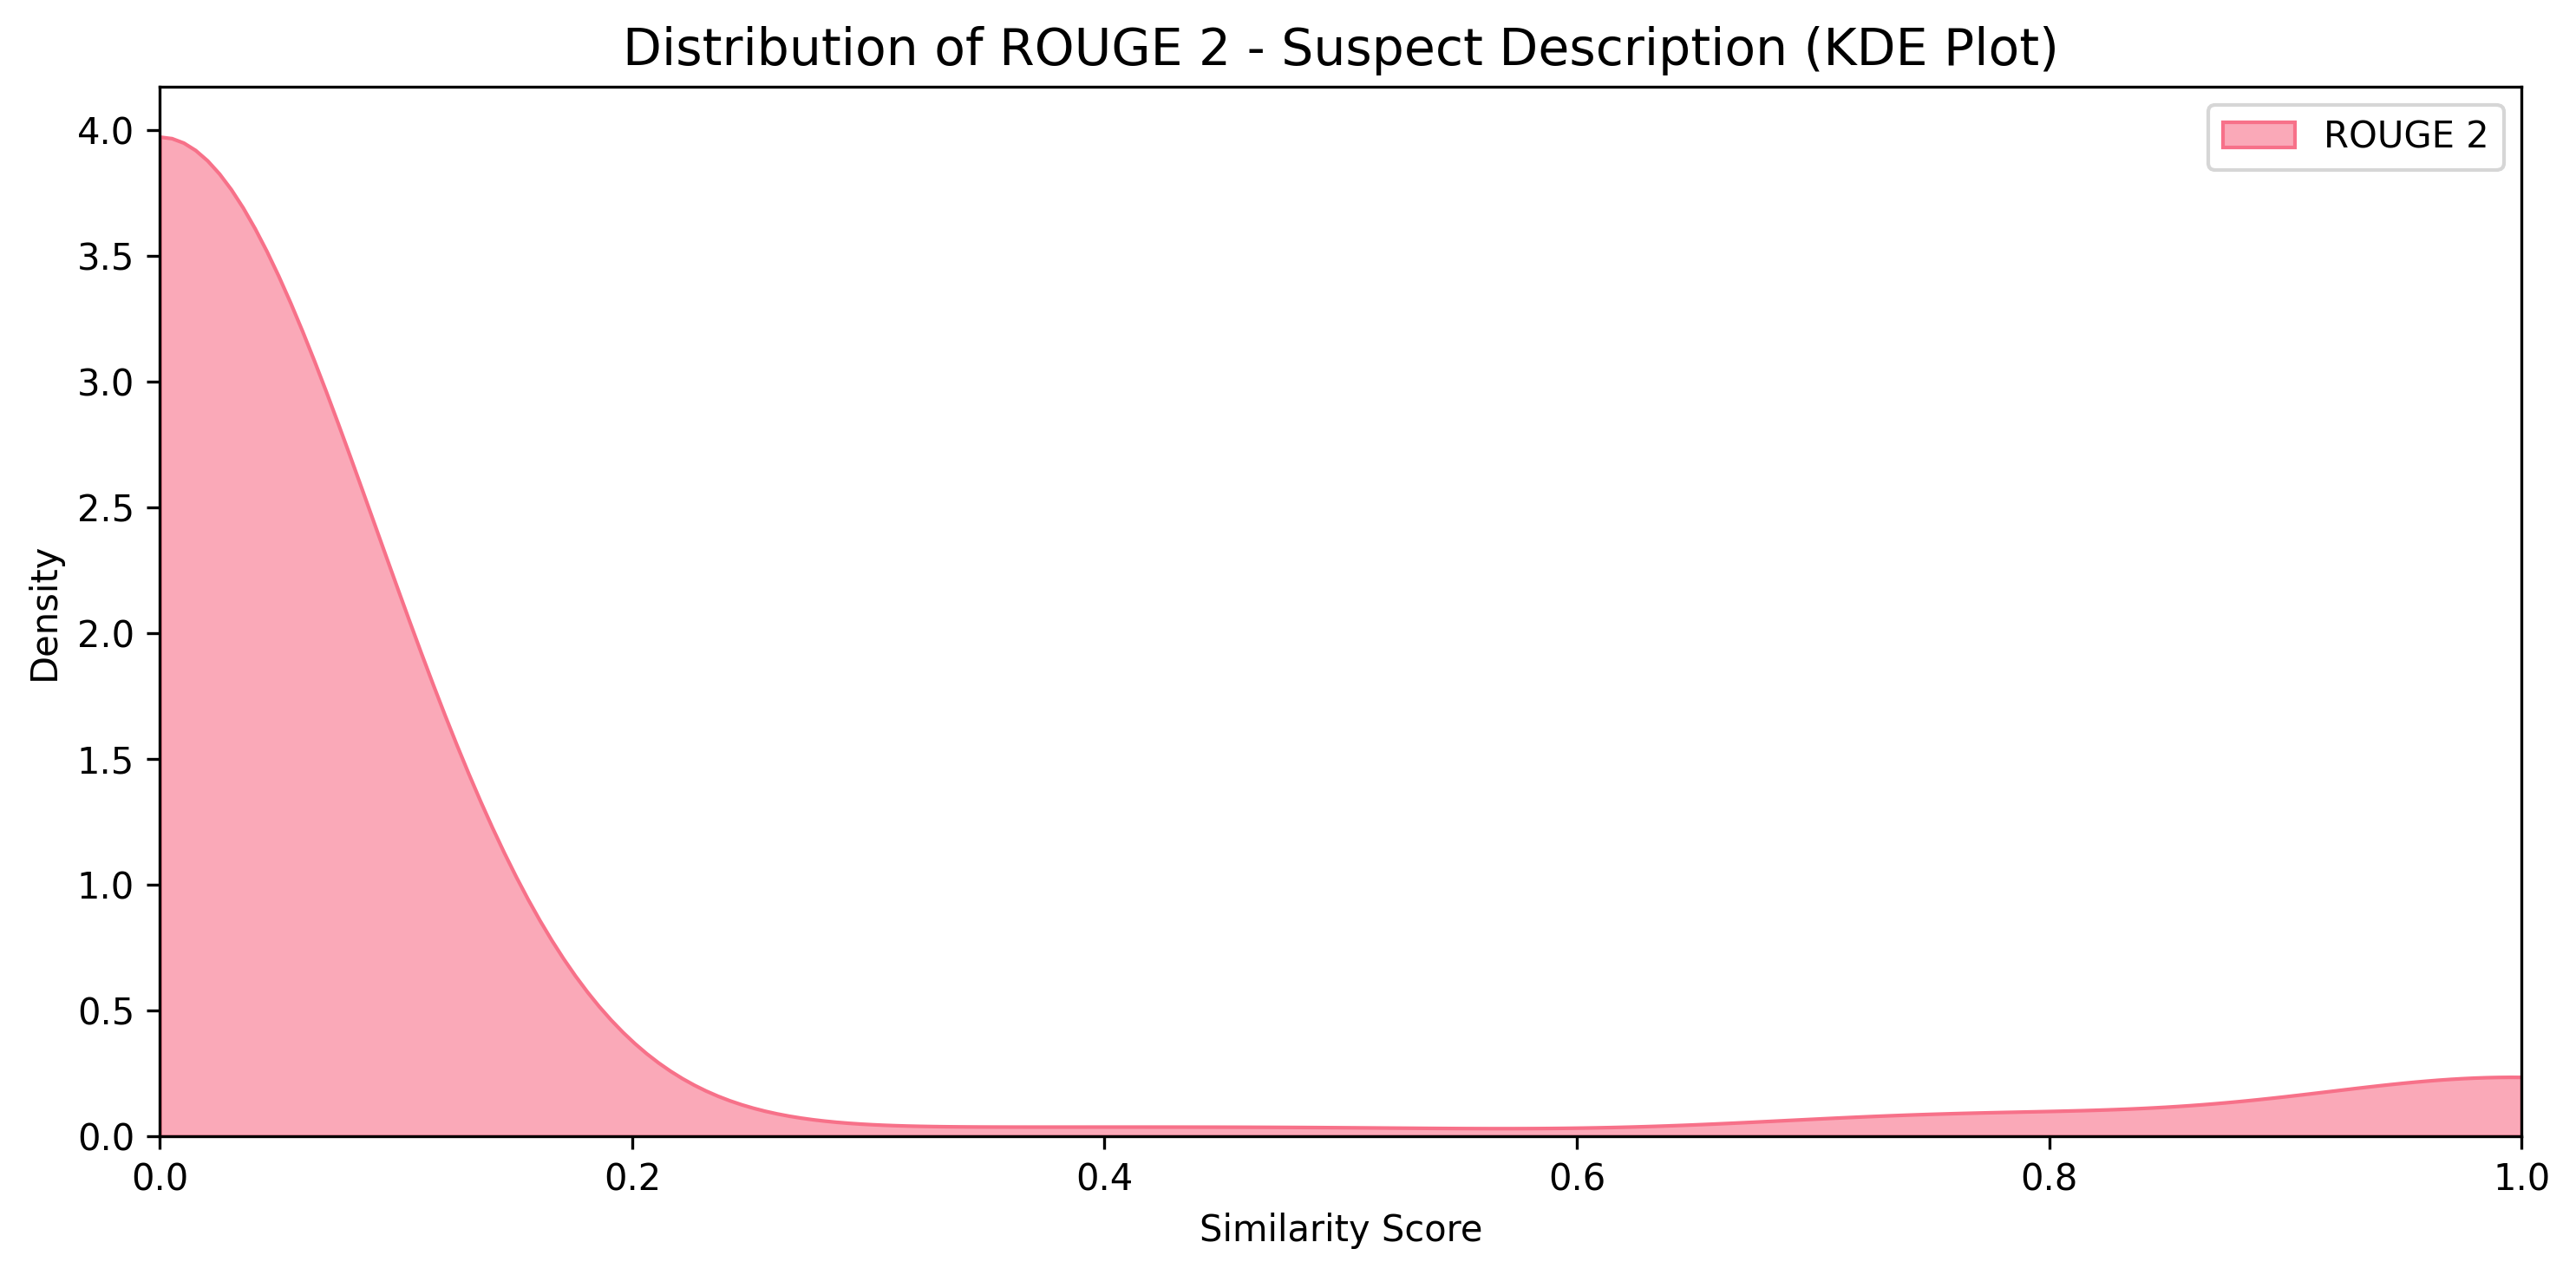 Distribution of ROUGE 2 - Suspect Description (KDE Plot)
ROUGE 2
4.0
3.5
3.0
2.5
2.0
1.5
1.0
0.5
0.0
Density
0.0 0.2 0.4 0.6 0.8 1.0
Similarity Score